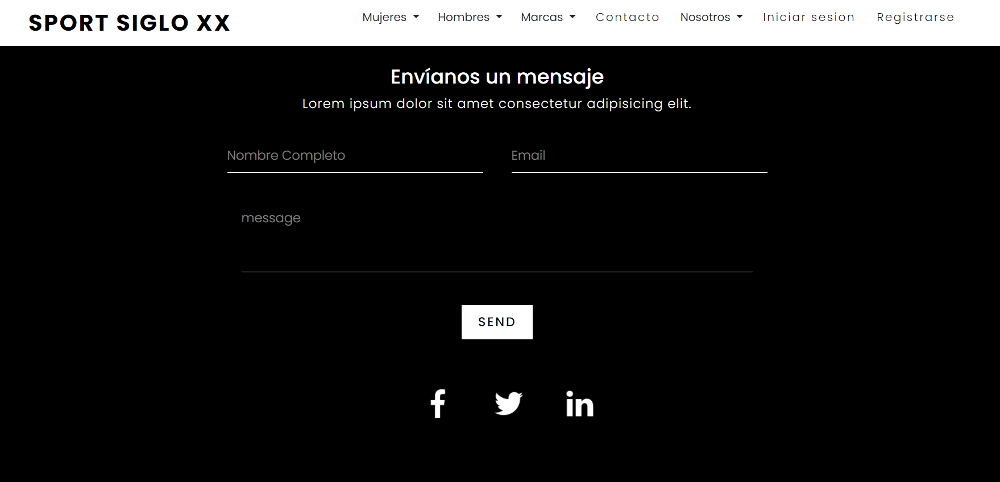 SPORT SIGLO XX
Mujeres Hombres Marcas Contacto Nosotros Iniciar sesion Registrarse
Envíanos un mensaje
Lorem ipsum dolor sit amet consectetur adipisicing elit.
Nombre Completo Email
message
SEND